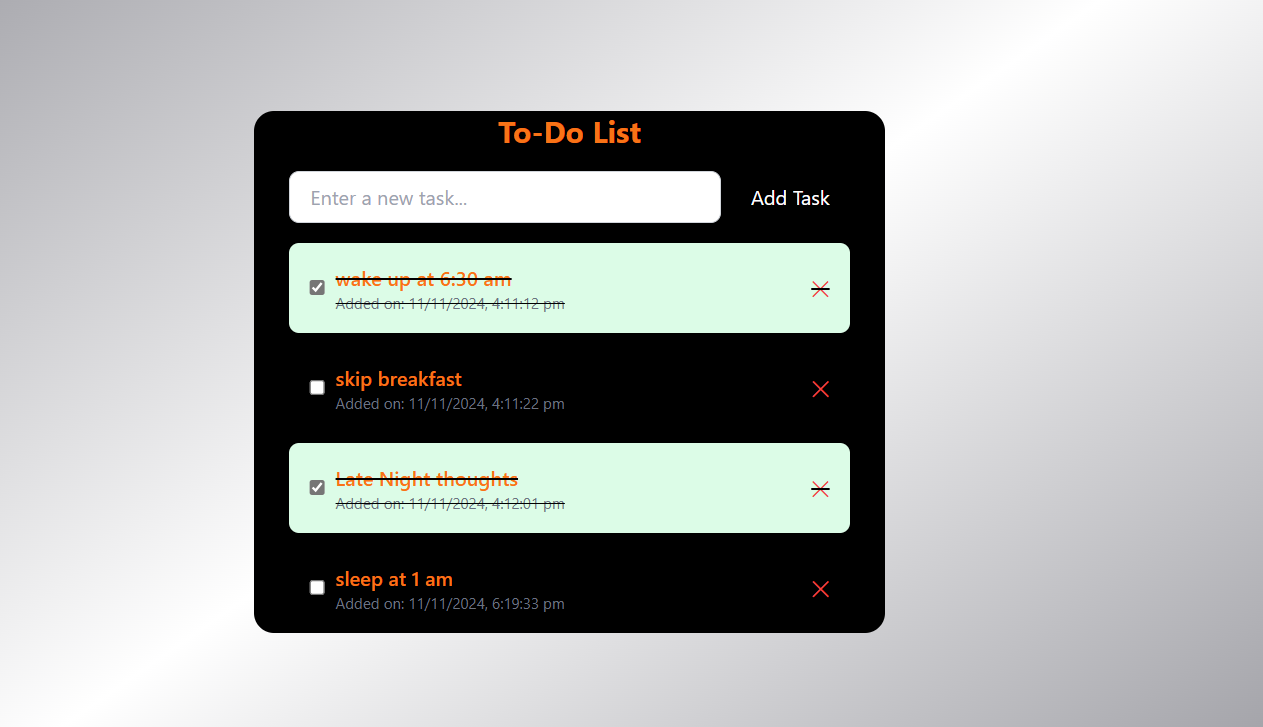 To-Do List
Enter a new task...
Add Task
wake up at 6:30 am
Added on: 11/11/2024, 4:11:12 pm
skip breakfast
Added on: 11/11/2024, 4:11:22 pm
Late Night thoughts
Added on: 11/11/2024, 4:12:01 pm
sleep at 1 am
Added on: 11/11/2024, 6:19:33 pm